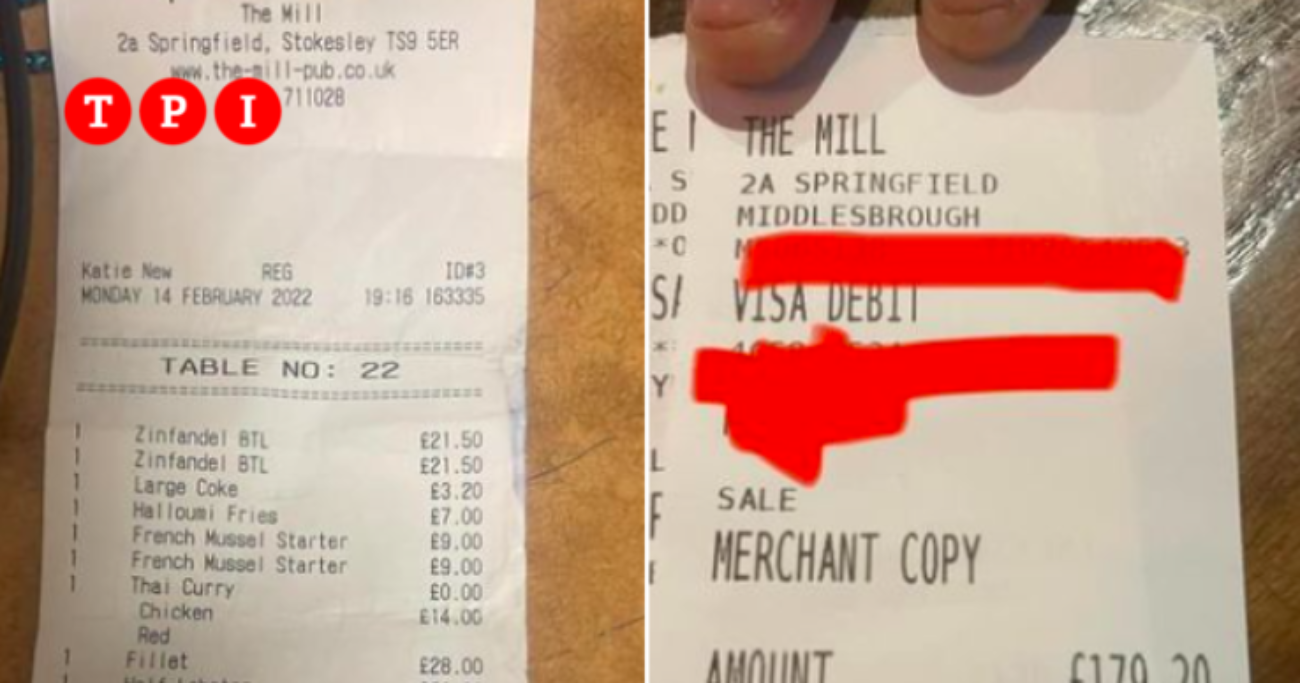 The Mill
2a Springfield, Stokesley TS9 5ER
www.the-mill-pub.co.uk
711028
T P I
Katie New REG ID#3
MONDAY 14 FEBRUARY 2022 19:16 163335
TABLE NO: 22
1 Zinfandel BTL £21.50
1 Zinfandel BTL £21.50
1 Large Coke £3.20
1 Halloumi Fries £7.00
1 French Mussel Starter £9.00
1 French Mussel Starter £9.00
1 Thai Curry £0.00
Chicken £14.00
Red
1 Fillet £28.00
THE MILL
2A SPRINGFIELD
MIDDLESBROUGH
VISA DEBIT
SALE
MERCHANT COPY
AMOUNT £179.20